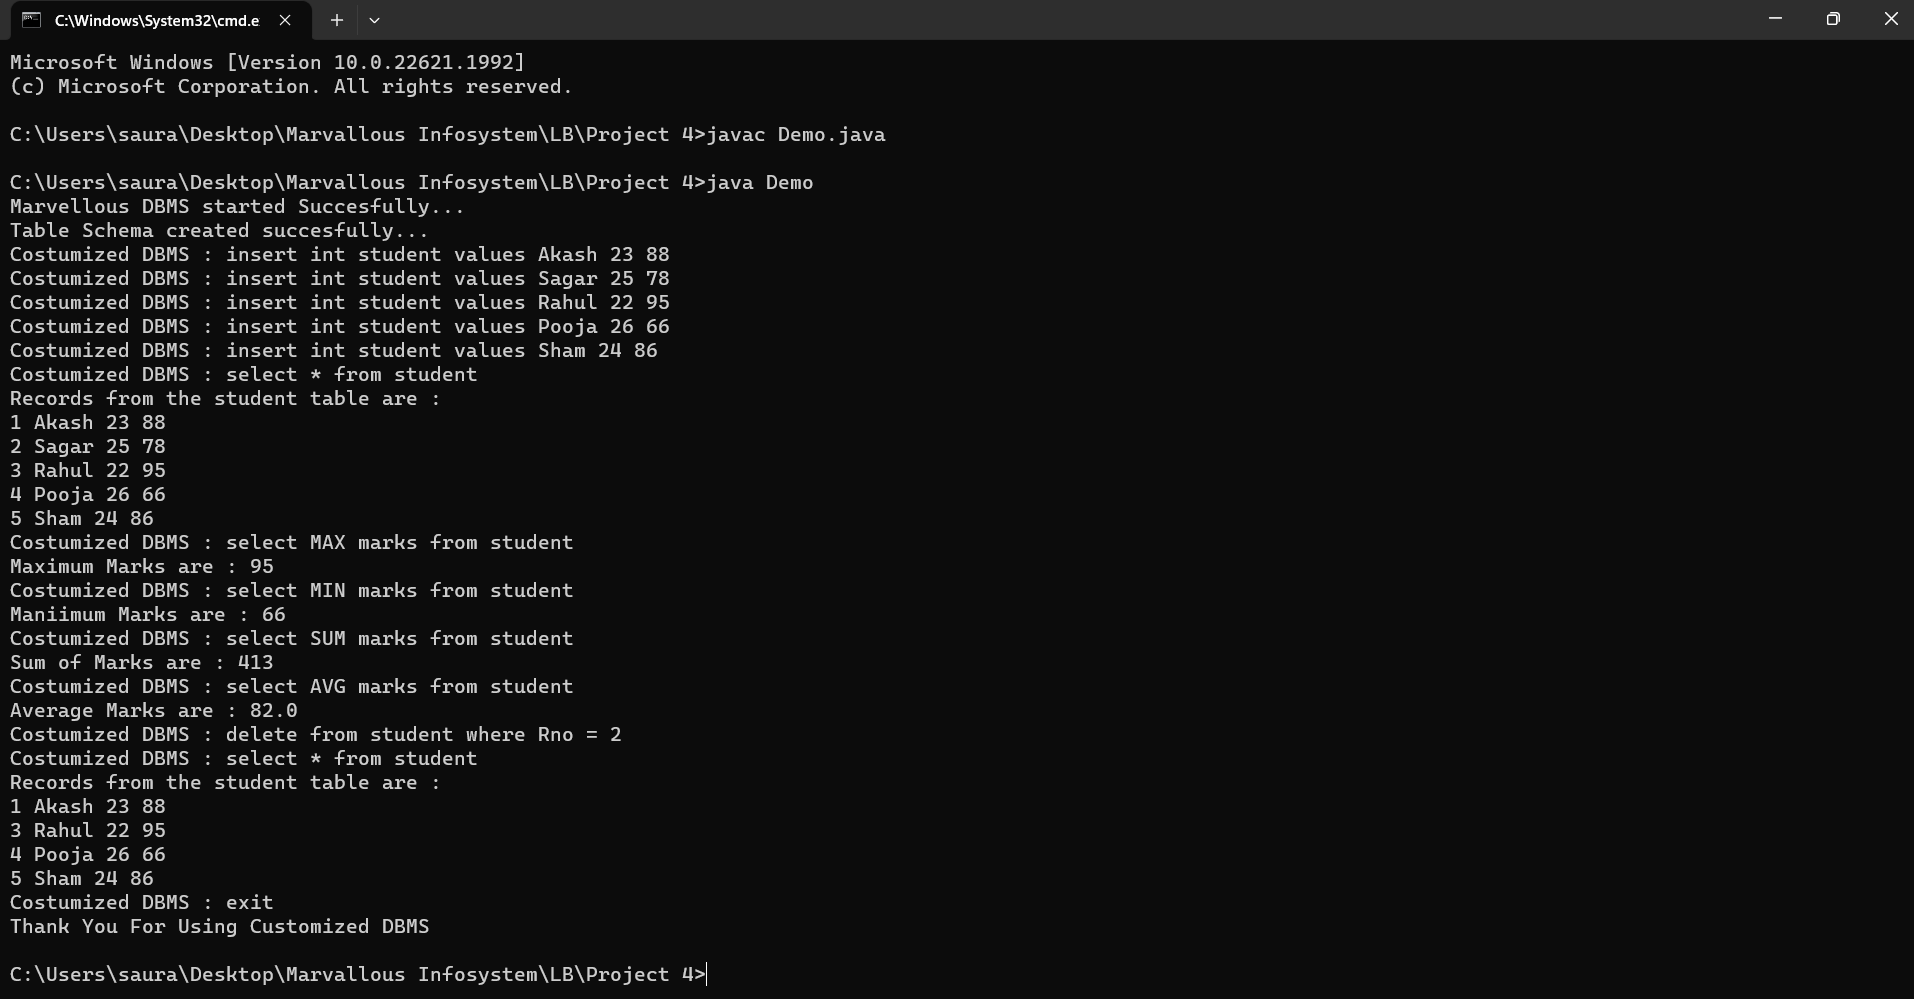 C:\Windows\System32\cmd.e
Microsoft Windows [Version 10.0.22621.1992]
(c) Microsoft Corporation. All rights reserved.
C:\Users\saura\Desktop\Marvallous Infosystem\LB\Project 4>javac Demo.java
C:\Users\saura\Desktop\Marvallous Infosystem\LB\Project 4>java Demo
Marvellous DBMS started Succesfully...
Table Schema created succesfully...
Costumized DBMS : insert int student values Akash 23 88
Costumized DBMS : insert int student values Sagar 25 78
Costumized DBMS : insert int student values Rahul 22 95
Costumized DBMS : insert int student values Pooja 26 66
Costumized DBMS : insert int student values Sham 24 86
Costumized DBMS : select * from student
Records from the student table are :
1 Akash 23 88
2 Sagar 25 78
3 Rahul 22 95
4 Pooja 26 66
5 Sham 24 86
Costumized DBMS : select MAX marks from student
Maximum Marks are : 95
Costumized DBMS : select MIN marks from student
Maniimum Marks are : 66
Costumized DBMS : select SUM marks from student
Sum of Marks are : 413
Costumized DBMS : select AVG marks from student
Average Marks are : 82.0
Costumized DBMS : delete from student where Rno = 2
Costumized DBMS : select * from student
Records from the student table are :
1 Akash 23 88
3 Rahul 22 95
4 Pooja 26 66
5 Sham 24 86
Costumized DBMS : exit
Thank You For Using Customized DBMS
C:\Users\saura\Desktop\Marvallous Infosystem\LB\Project 4>